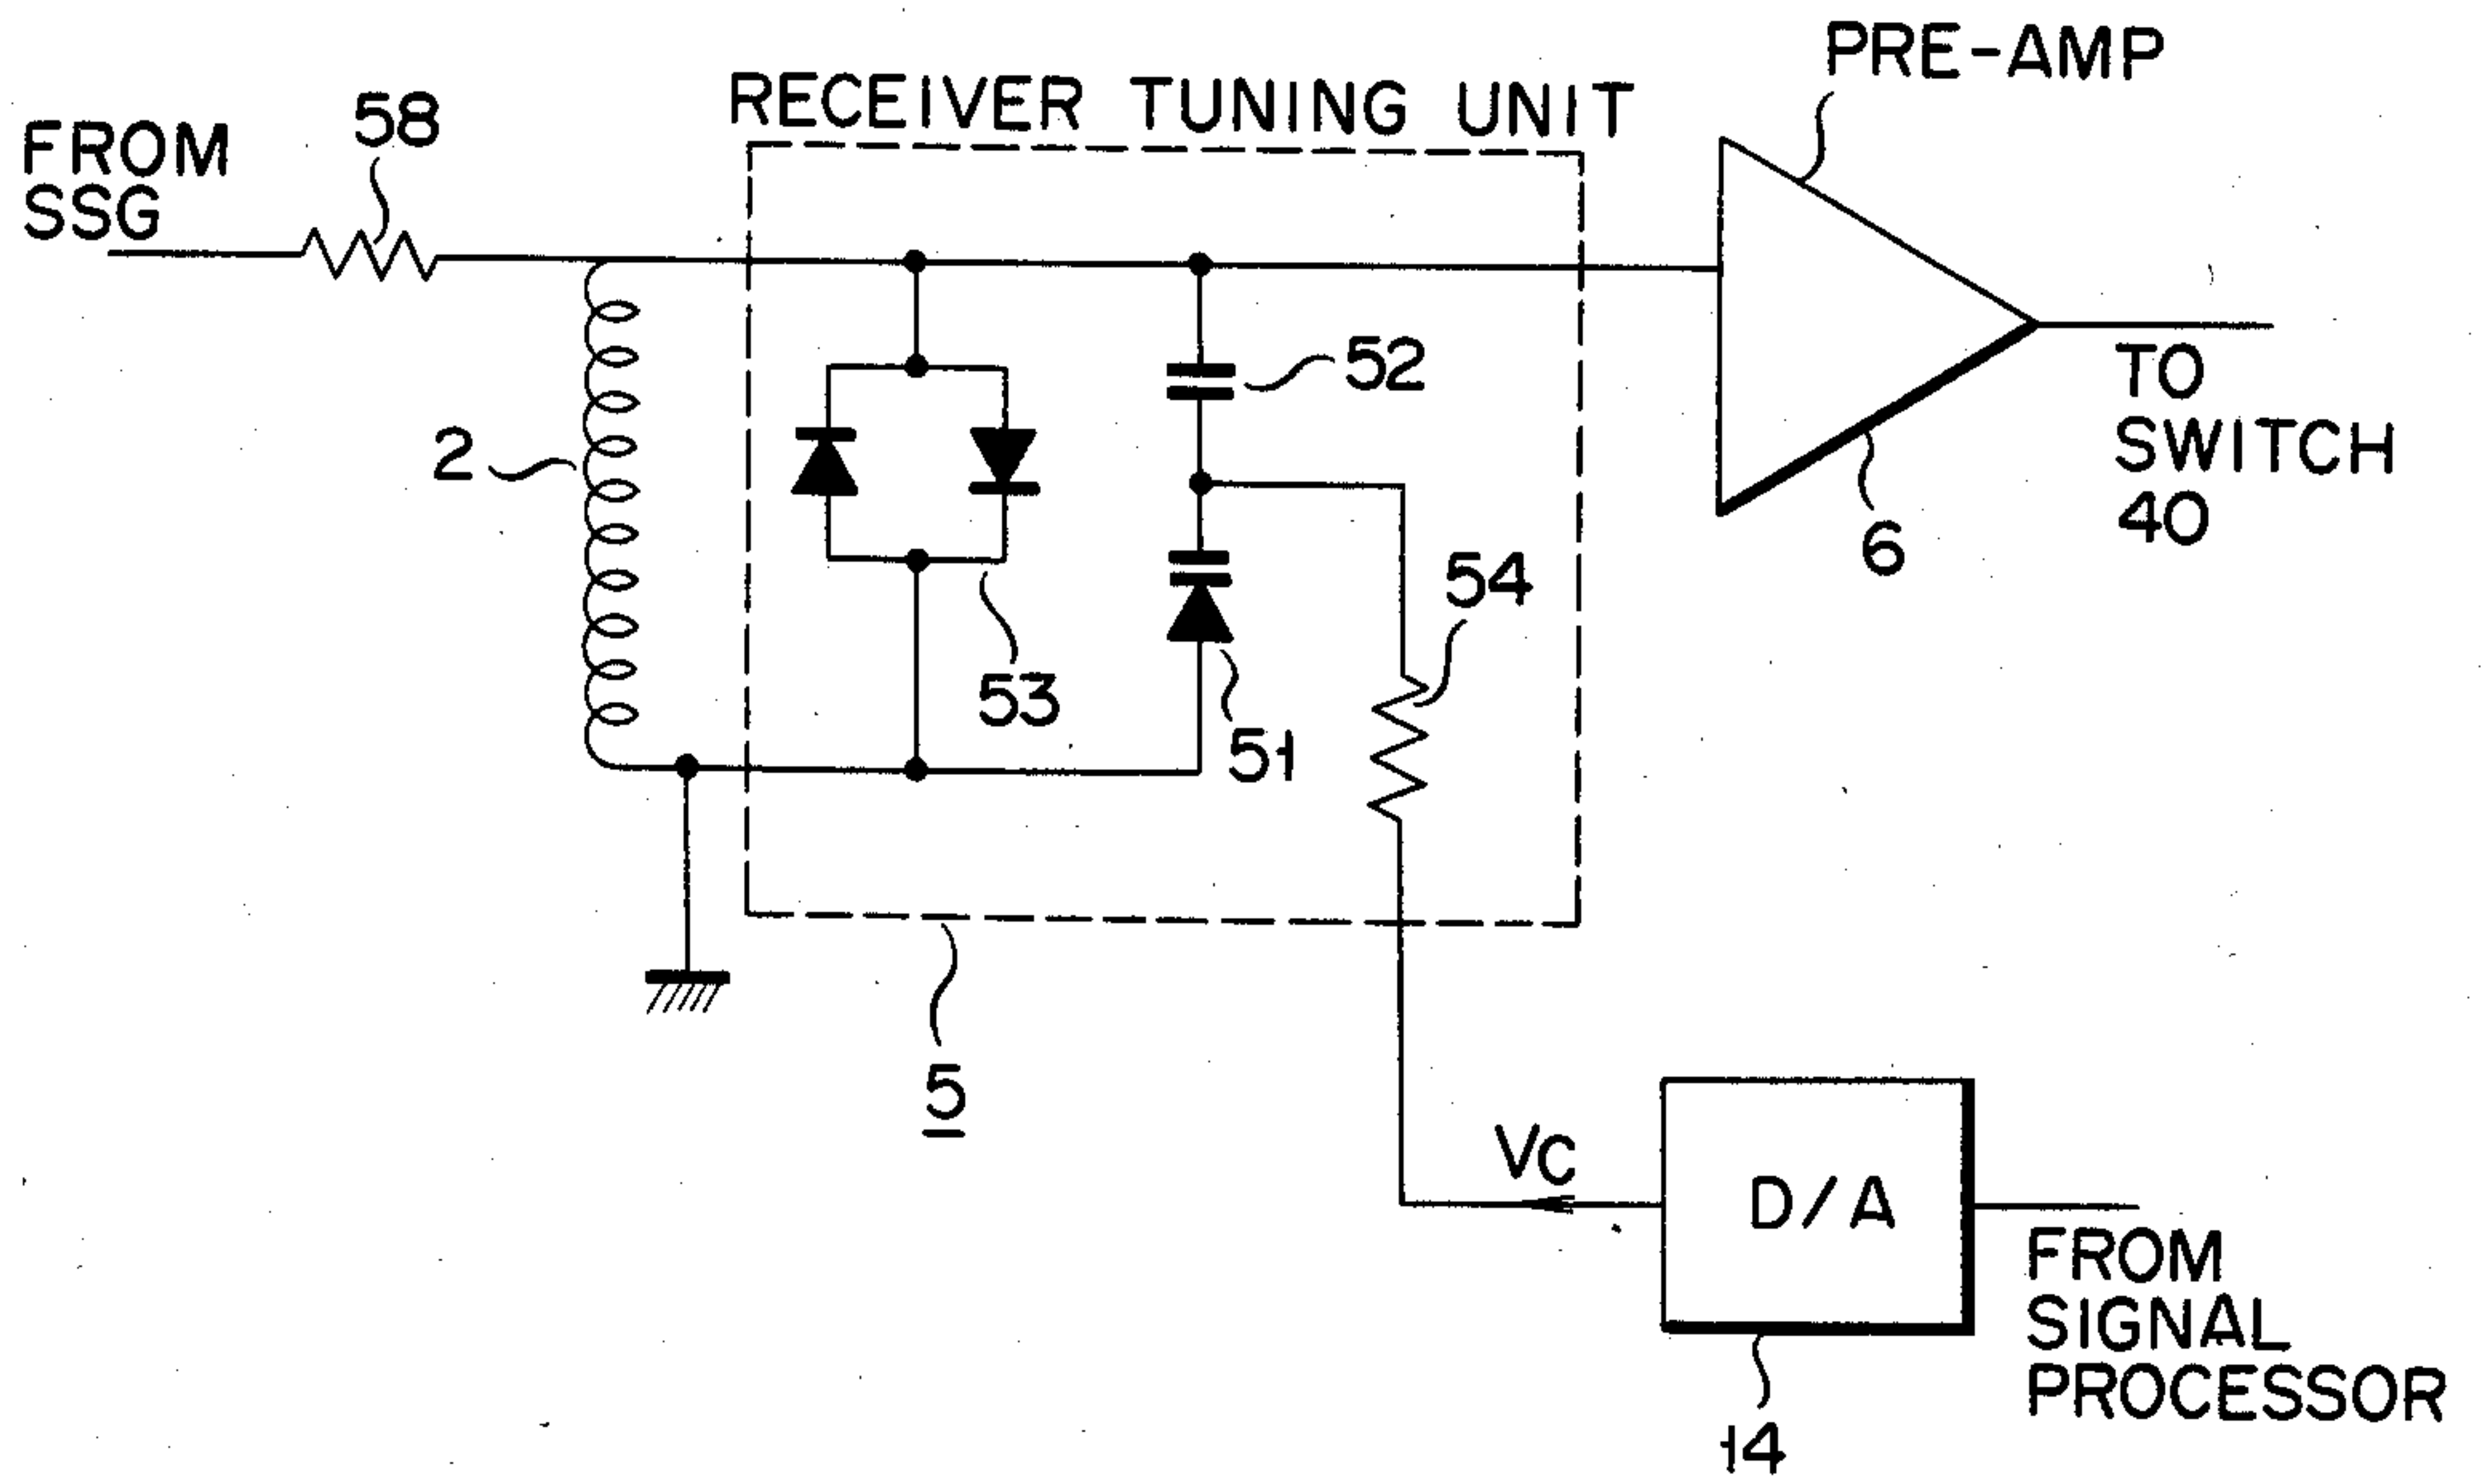 PRE-AMP
RECEIVER TUNING UNIT
58
FROM
SSG
52
2
TO
SWITCH
40
6
54
53
51
5
VC
D/A
FROM
SIGNAL
PROCESSOR
14